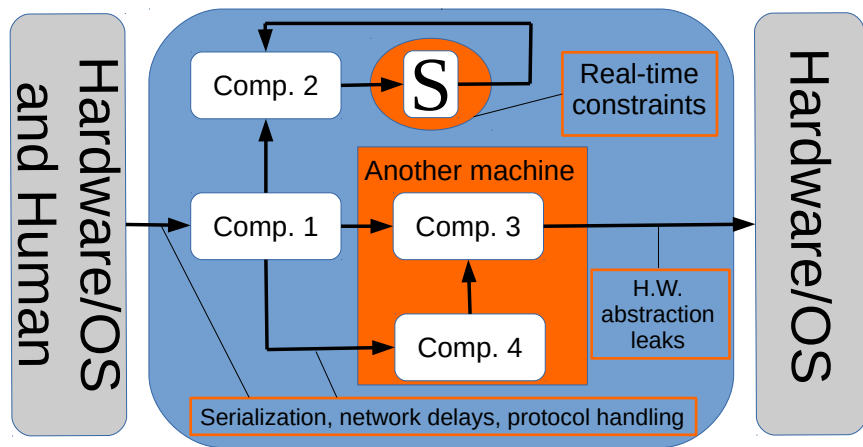 Hardware/OS
and Human
Comp. 2
S
Real-time
constraints
Another machine
Comp. 1
Comp. 3
H.W.
abstraction
leaks
Comp. 4
Serialization, network delays, protocol handling
Hardware/OS